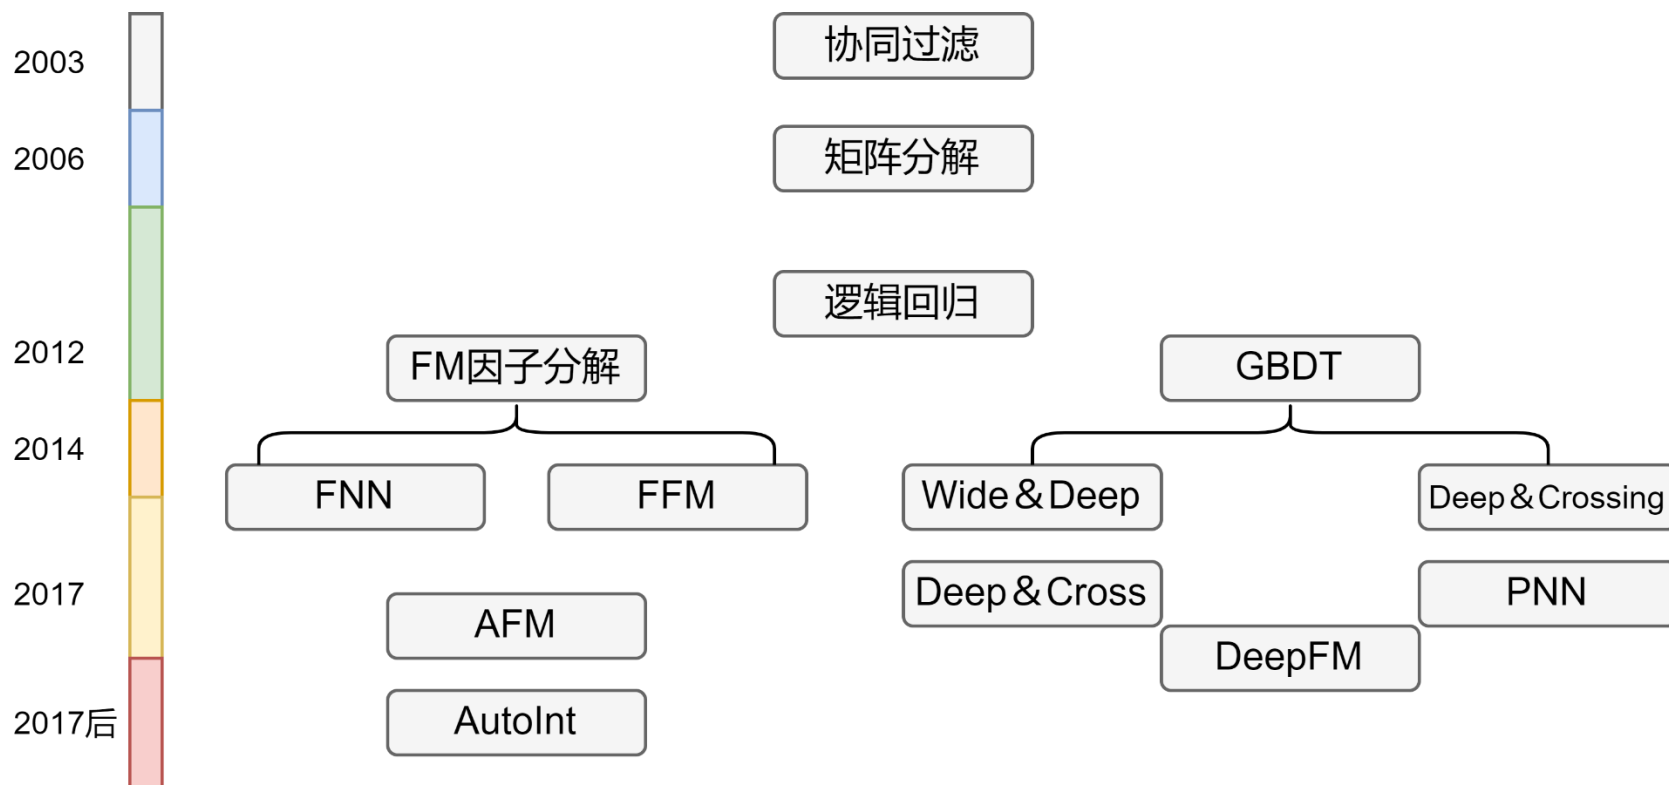 2003
协同过滤
2006
矩阵分解
逻辑回归
2012
FM因子分解
GBDT
2014
FNN
FFM
Wide＆Deep
Deep＆Crossing
2017
Deep＆Cross
PNN
AFM
DeepFM
2017后
AutoInt